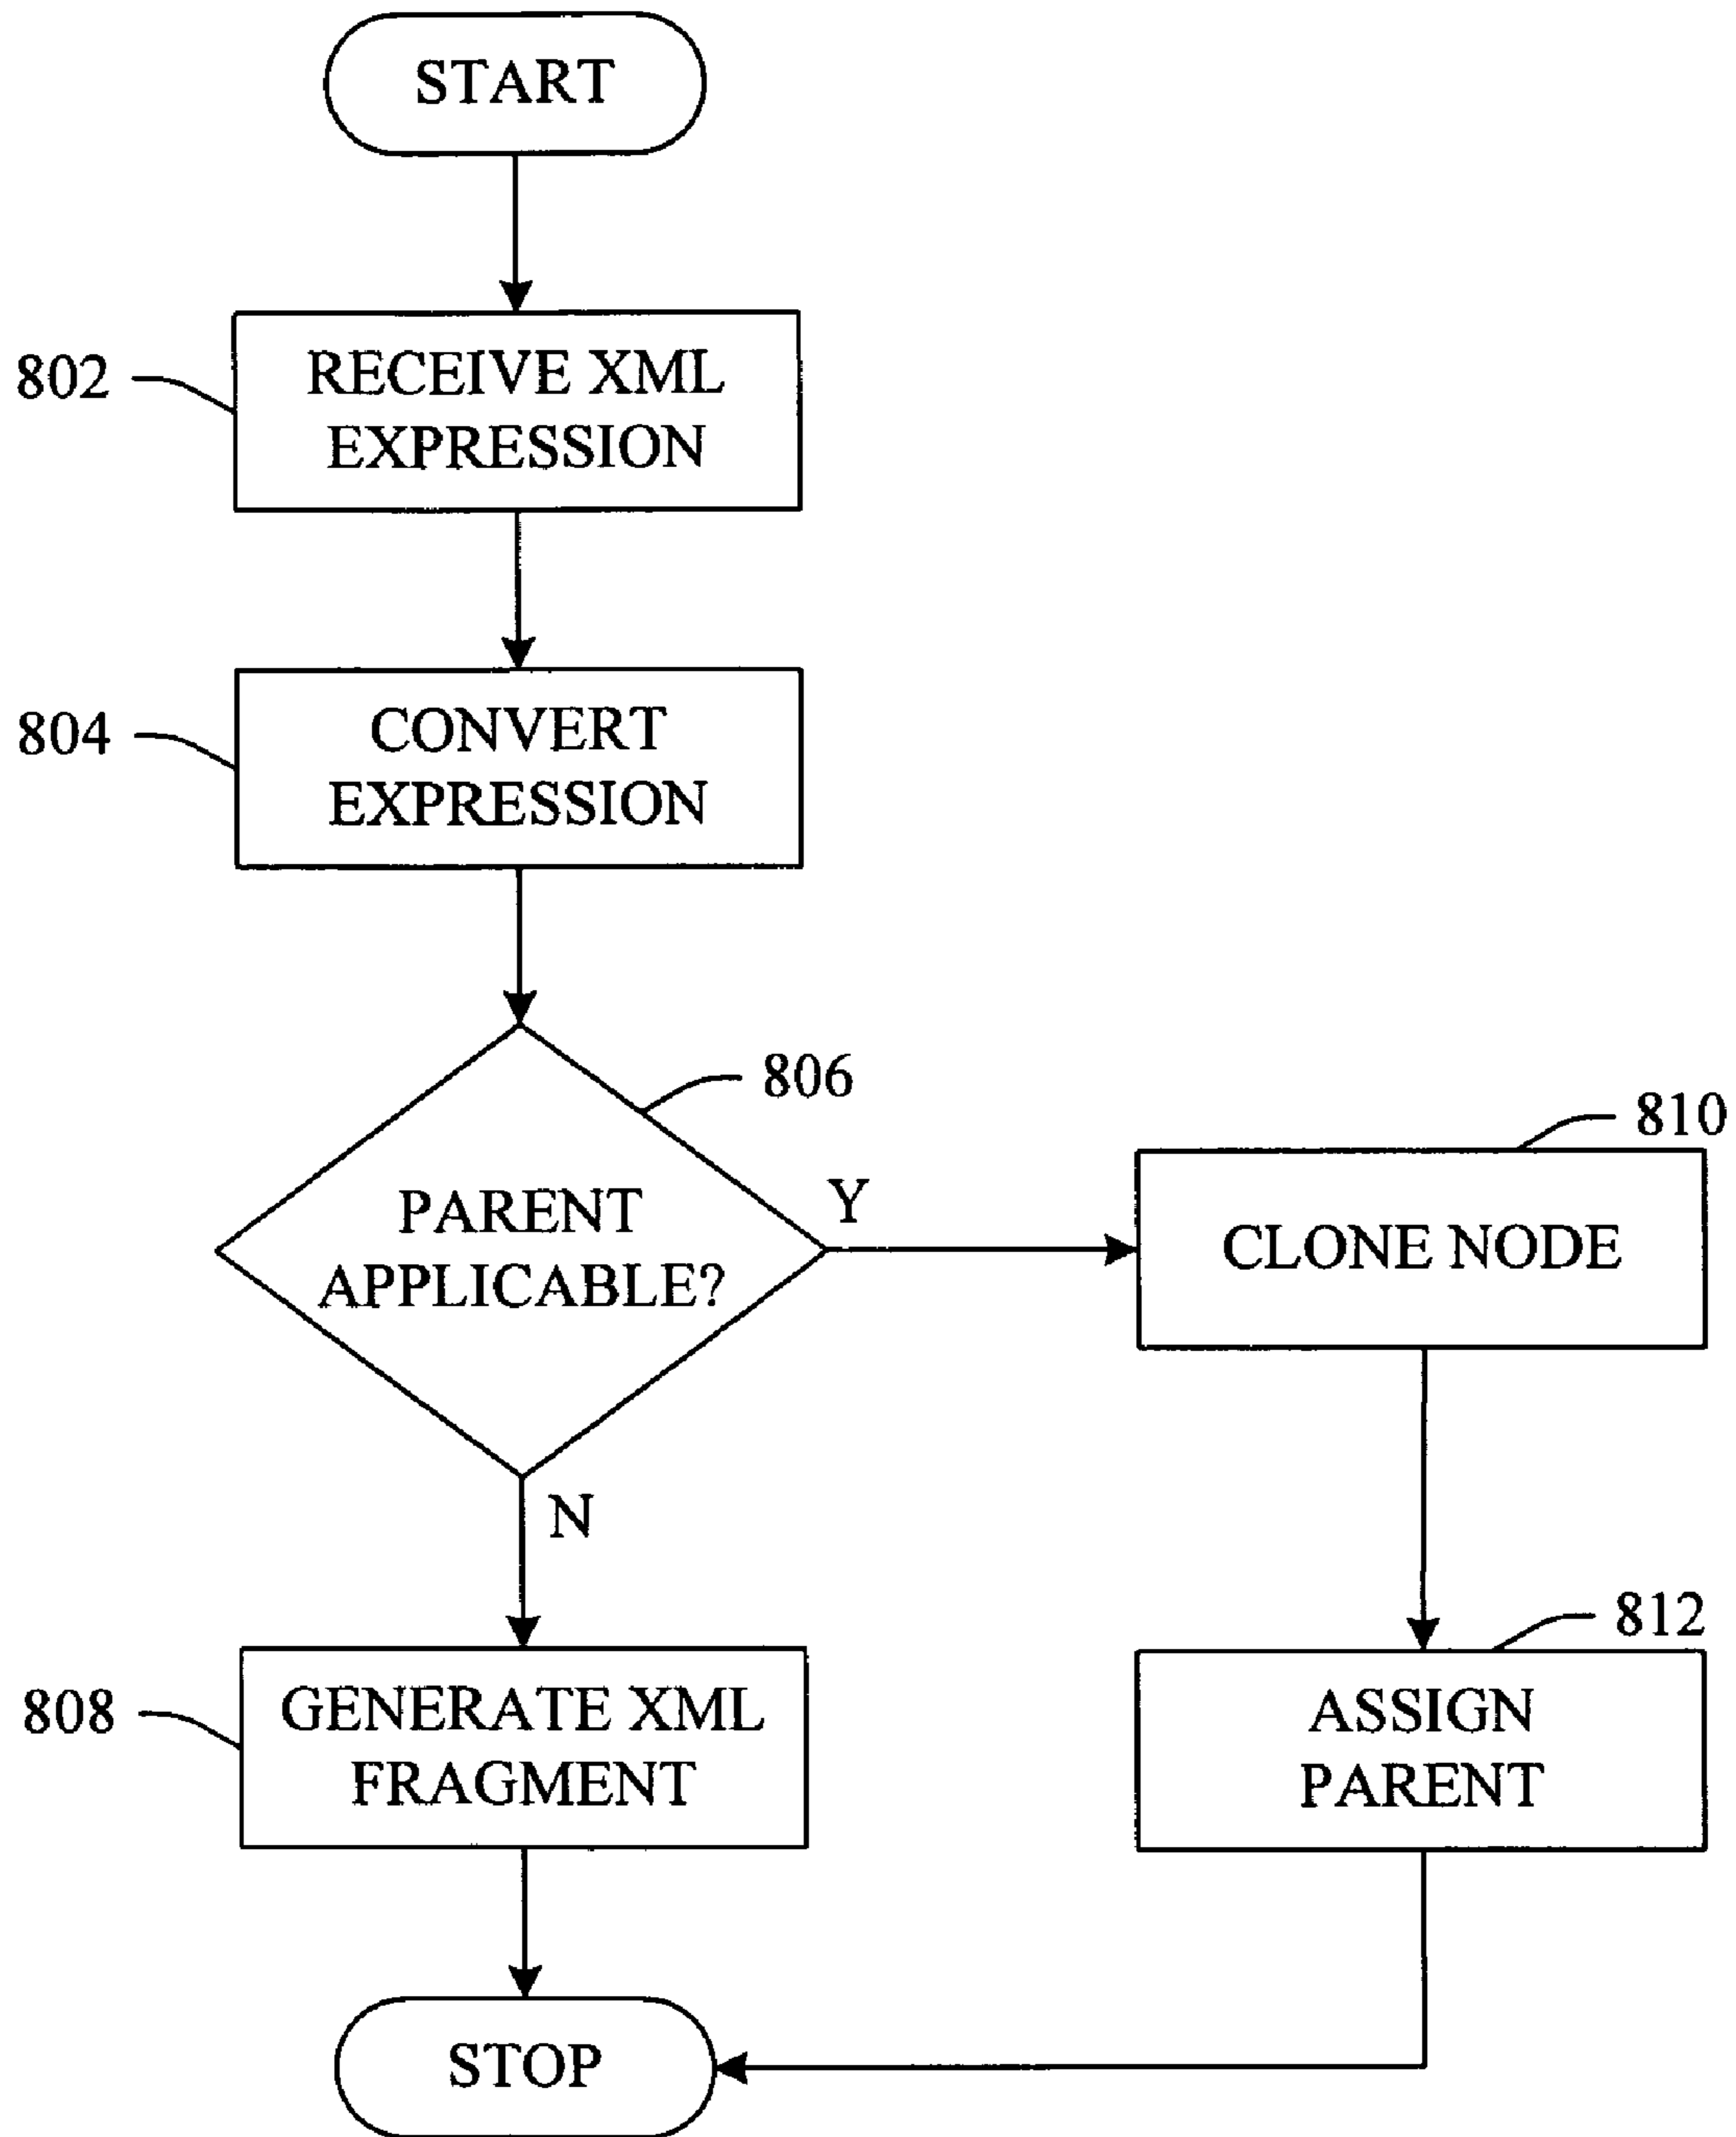 START
802
RECEIVE XML
EXPRESSION
804
CONVERT
EXPRESSION
806
PARENT
APPLICABLE?
Y
810
CLONE NODE
N
808
GENERATE XML
FRAGMENT
812
ASSIGN
PARENT
STOP